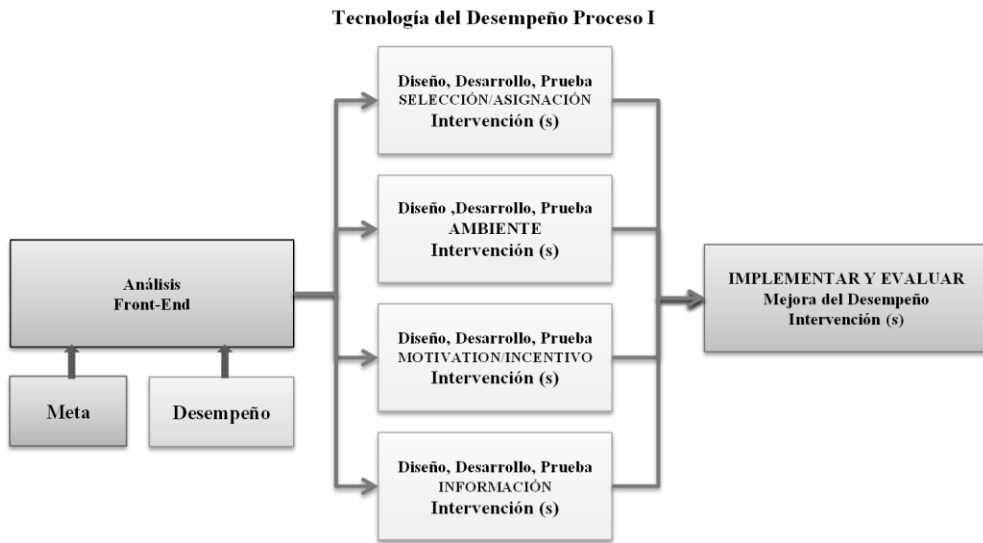 Tecnología del Desempeño Proceso I
Diseño, Desarrollo, Prueba
SELECCIÓN/ASIGNACIÓN
Intervención (s)
Diseño ,Desarrollo, Prueba
AMBIENTE
Intervención (s)
Análisis
Front-End
Meta
Desempeño
Diseño, Desarrollo, Prueba
MOTIVATION/INCENTIVO
Intervención (s)
Diseño, Desarrollo, Prueba
INFORMACIÓN
Intervención (s)
IMPLEMENTAR Y EVALUAR
Mejora del Desempeño
Intervención (s)